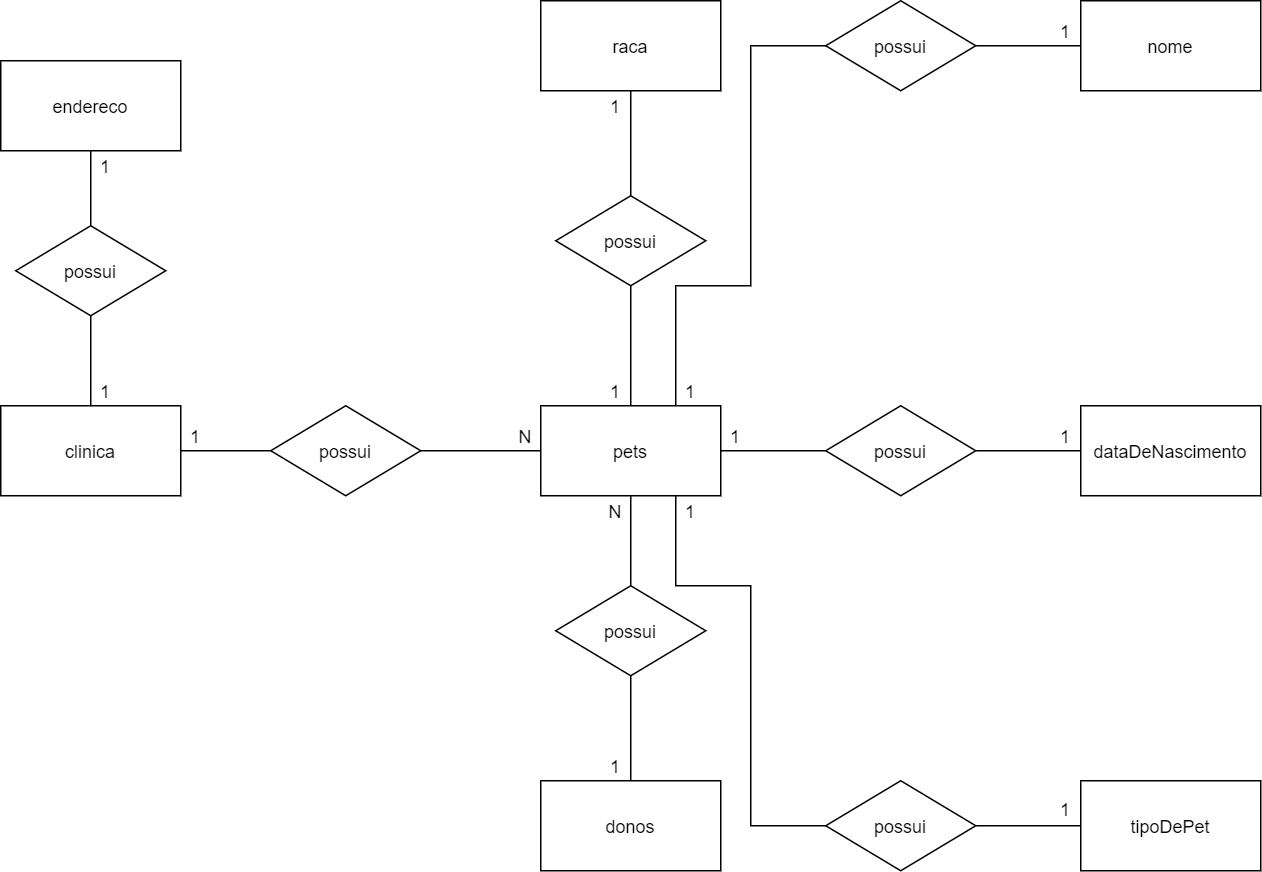 raca
possui
1
nome
endereco
1
1
possui
possui
1
1
1
1
clinica
1
possui
N
pets
1
possui
1
dataDeNascimento
N
1
possui
1
donos
possui
1
tipoDePet